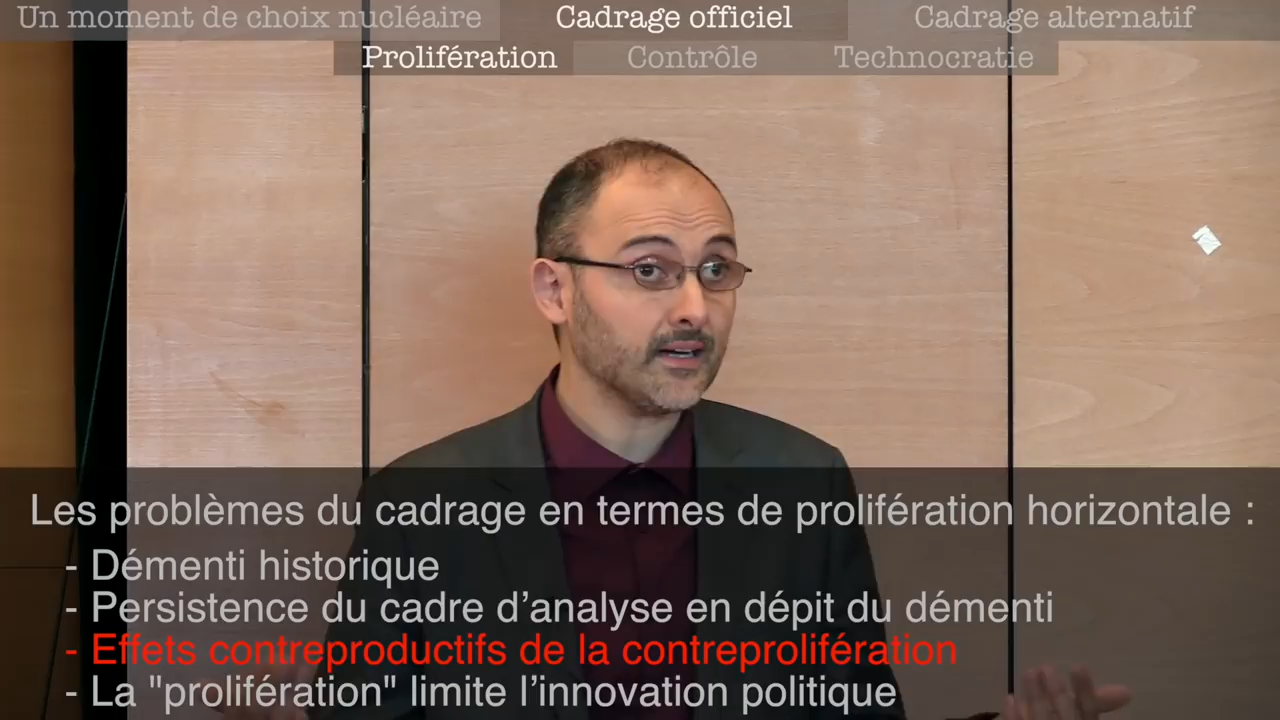 Un moment de choix nucléaire Cadrage officiel Cadrage alternatif
Prolifération Contrôle Technocratie
Les problèmes du cadrage en termes de prolifération horizontale :
- Démenti historique
- Persistence du cadre d’analyse en dépit du démenti
- Effets contreproductifs de la contreprolifération
- La "prolifération" limite l’innovation politique